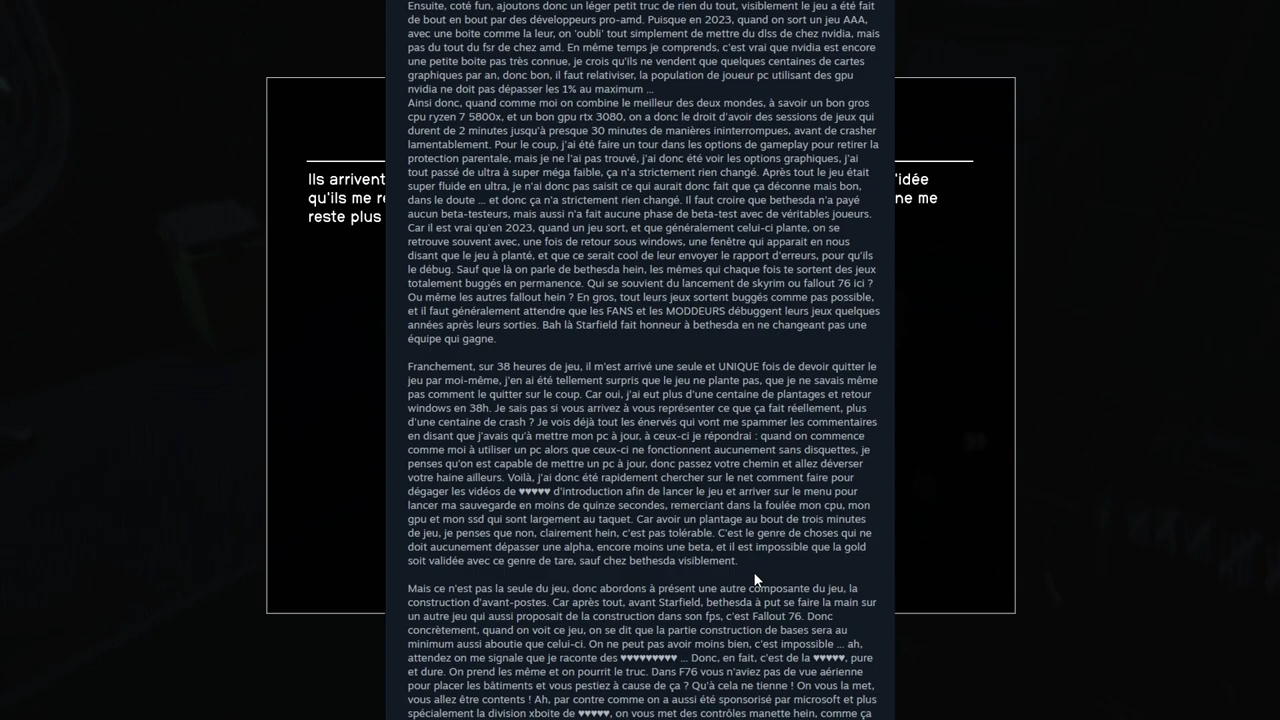 Ensuite, coté fun, ajoutons donc un léger petit truc de rien du tout, visiblement le jeu a été fait
de bout en bout par des développeurs pro-amd. Puisque en 2023, quand on sort un jeu AAA,
avec une boite comme la leur, on 'oubli' tout simplement de mettre du dlss de chez nvidia, mais
pas du tout du fsr de chez amd. En même temps je comprends, c'est vrai que nvidia est encore
une petite boite pas très connue, je crois qu'ils ne vendent que quelques centaines de cartes
graphiques par an, donc bon, il faut relativiser, la population de joueur pc utilisant des gpu
nvidia ne doit pas dépasser les 1% au maximum ...
Ainsi donc, quand comme moi on combine le meilleur des deux mondes, à savoir un bon gros
cpu ryzen 7 5800x, et un bon gpu rtx 3080, on a donc le droit d'avoir des sessions de jeux qui
durent de 2 minutes jusqu'à presque 30 minutes de manières ininterrompues, avant de crasher
lamentablement. Pour le coup, j'ai été faire un tour dans les options de gameplay pour retirer la
protection parentale, mais je ne l'ai pas trouvé, j'ai donc été voir les options graphiques, j'ai
tout passé de ultra à super méga faible, ça n'a strictement rien changé. Après tout le jeu était
super fluide en ultra, je n'ai donc pas saisit ce qui aurait donc fait que ça déconne mais bon,
dans le doute ... et donc ça n'a strictement rien changé. Il faut croire que bethesda n'a payé
aucun beta-testeurs, mais aussi n'a fait aucune phase de beta-test avec de véritables joueurs.
Car il est vrai qu'en 2023, quand un jeu sort, et que généralement celui-ci plante, on se
retrouve souvent avec, une fois de retour sous windows, une fenêtre qui apparait en nous
disant que le jeu à planté, et que ce serait cool de leur envoyer le rapport d'erreurs, pour qu'ils
le débug. Sauf que là on parle de bethesda hein, les mêmes qui chaque fois te sortent des jeux
totalement buggés en permanence. Qui se souvient du lancement de skyrim ou fallout 76 ici ?
Ou même les autres fallout hein ? En gros, tout leurs jeux sortent buggés comme pas possible,
et il faut généralement attendre que les FANS et les MODDEURS débuggent leurs jeux quelques
années après leurs sorties. Bah là Starfield fait honneur à bethesda en ne changeant pas une
équipe qui gagne.
Franchement, sur 38 heures de jeu, il m'est arrivé une seule et UNIQUE fois de devoir quitter le
jeu par moi-même, j'en ai été tellement surpris que le jeu ne plante pas, que je ne savais même
pas comment le quitter sur le coup. Car oui, j'ai eut plus d'une centaine de plantages et retour
windows en 38h. Je sais pas si vous arrivez à vous représenter ce que ça fait réellement, plus
d'une centaine de crash ? Je vois déjà tout les énervés qui vont me spammer les commentaires
en disant que j'avais qu'à mettre mon pc à jour, à ceux-ci je répondrai : quand on commence
comme moi à utiliser un pc alors que ceux-ci ne fonctionnent aucunement sans disquettes, je
penses qu'on est capable de mettre un pc à jour, donc passez votre chemin et allez déverser
votre haine ailleurs. Voilà, j'ai donc été rapidement chercher sur le net comment faire pour
dégager les vidéos de ♥♥♥♥♥ d'introduction afin de lancer le jeu et arriver sur le menu pour
lancer ma sauvegarde en moins de quinze secondes, remerciant dans la foulée mon cpu, mon
gpu et mon ssd qui sont largement au taquet. Car avoir un plantage au bout de trois minutes
de jeu, je penses que non, clairement hein, c'est pas tolérable. C'est le genre de choses qui ne
doit aucunement dépasser une alpha, encore moins une beta, et il est impossible que la gold
soit validée avec ce genre de tare, sauf chez bethesda visiblement.
Mais ce n'est pas la seule du jeu, donc abordons à présent une autre composante du jeu, la
construction d'avant-postes. Car après tout, avant Starfield, bethesda à put se faire la main sur
un autre jeu qui aussi proposait de la construction dans son fps, c'est Fallout 76. Donc
concrètement, quand on voit ce jeu, on se dit que la partie construction de bases sera au
minimum aussi aboutie que celui-ci. On ne peut pas avoir moins bien, c'est impossible ... ah,
attendez on me signale que je raconte des ♥♥♥♥♥♥♥♥♥ ... Donc, en fait, c'est de la ♥♥♥♥♥, pure
et dure. On prend les même et on pourrit le truc. Dans F76 vous n'aviez pas de vue aérienne
pour placer les bâtiments et vous pestiez à cause de ça ? Qu'à cela ne tienne ! On vous la met,
vous allez être contents ! Ah, par contre comme on a aussi été sponsorisé par microsoft et plus
spécialement la division xboite de ♥♥♥♥♥, on vous met des contrôles manette hein, comme ça
Ils arrivent
qu'ils me
reste plus
l'idée
ne me